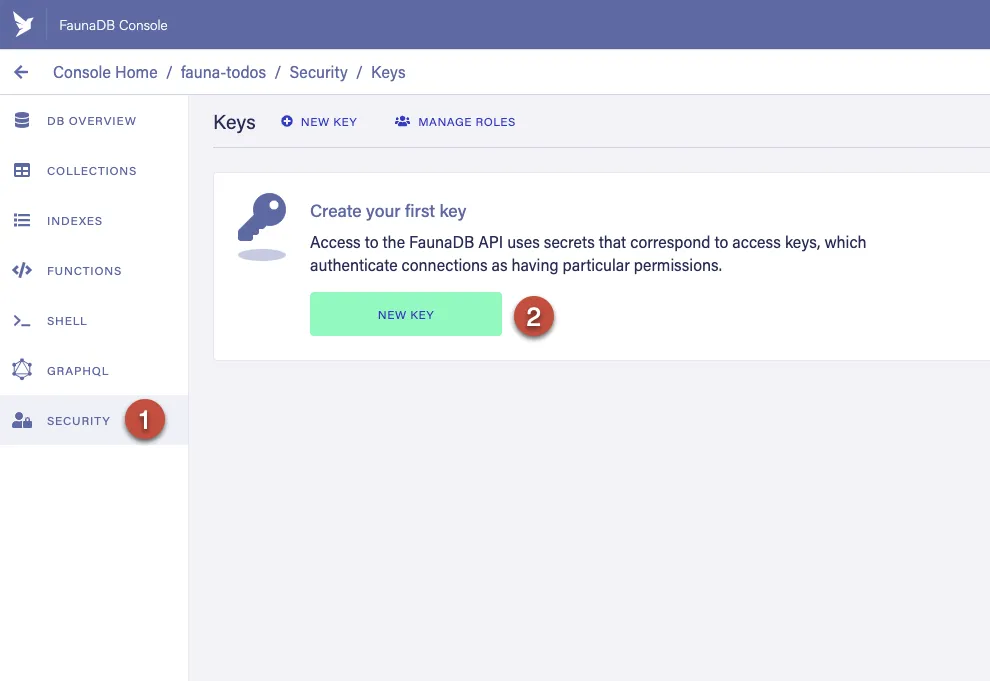 FaunaDB Console
Console Home / fauna-todos / Security / Keys
DB OVERVIEW
COLLECTIONS
INDEXES
FUNCTIONS
SHELL
GRAPHQL
SECURITY
1
Keys
NEW KEY
MANAGE ROLES
Create your first key
Access to the FaunaDB API uses secrets that correspond to access keys, which
authenticate connections as having particular permissions.
NEW KEY
2